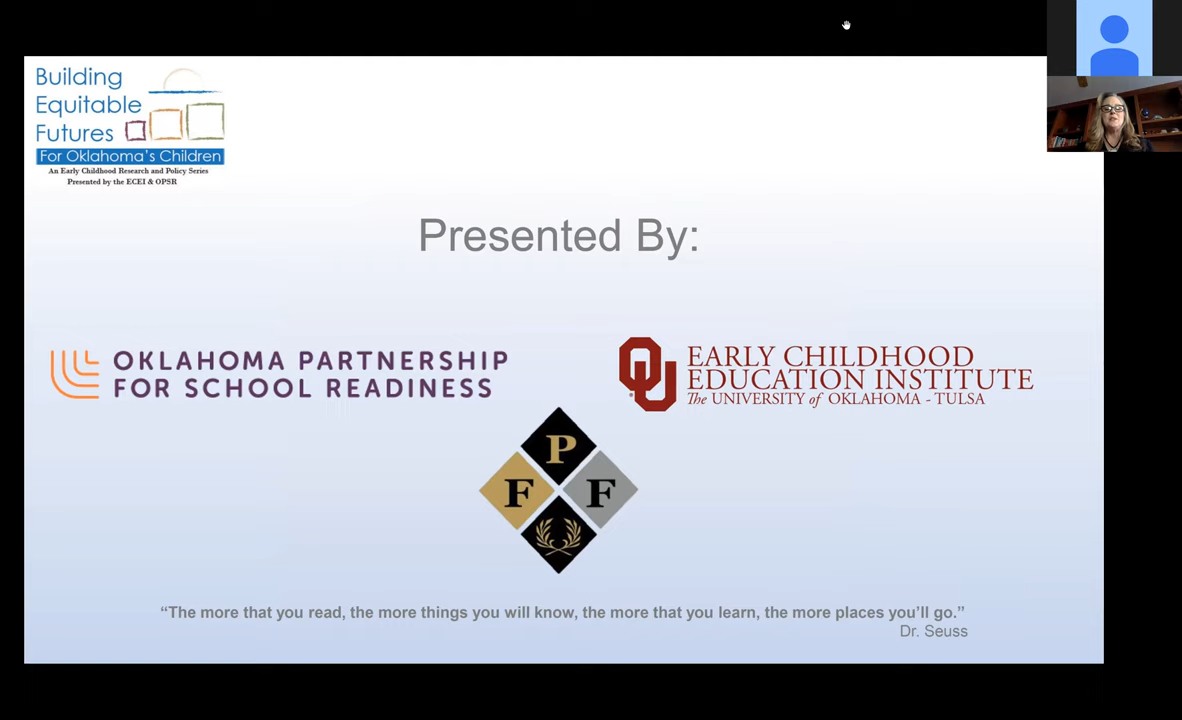 Building
Equitable
Futures
For Oklahoma's Children
An Early Childhood Research and Policy Series
Presented by the ECEI & OPSR
Presented By:
OKLAHOMA PARTNERSHIP
FOR SCHOOL READINESS
OU
EARLY CHILDHOOD
EDUCATION INSTITUTE
The UNIVERSITY of OKLAHOMA - TULSA
P
F F
“The more that you read, the more things you will know, the more that you learn, the more places you’ll go.”
Dr. Seuss